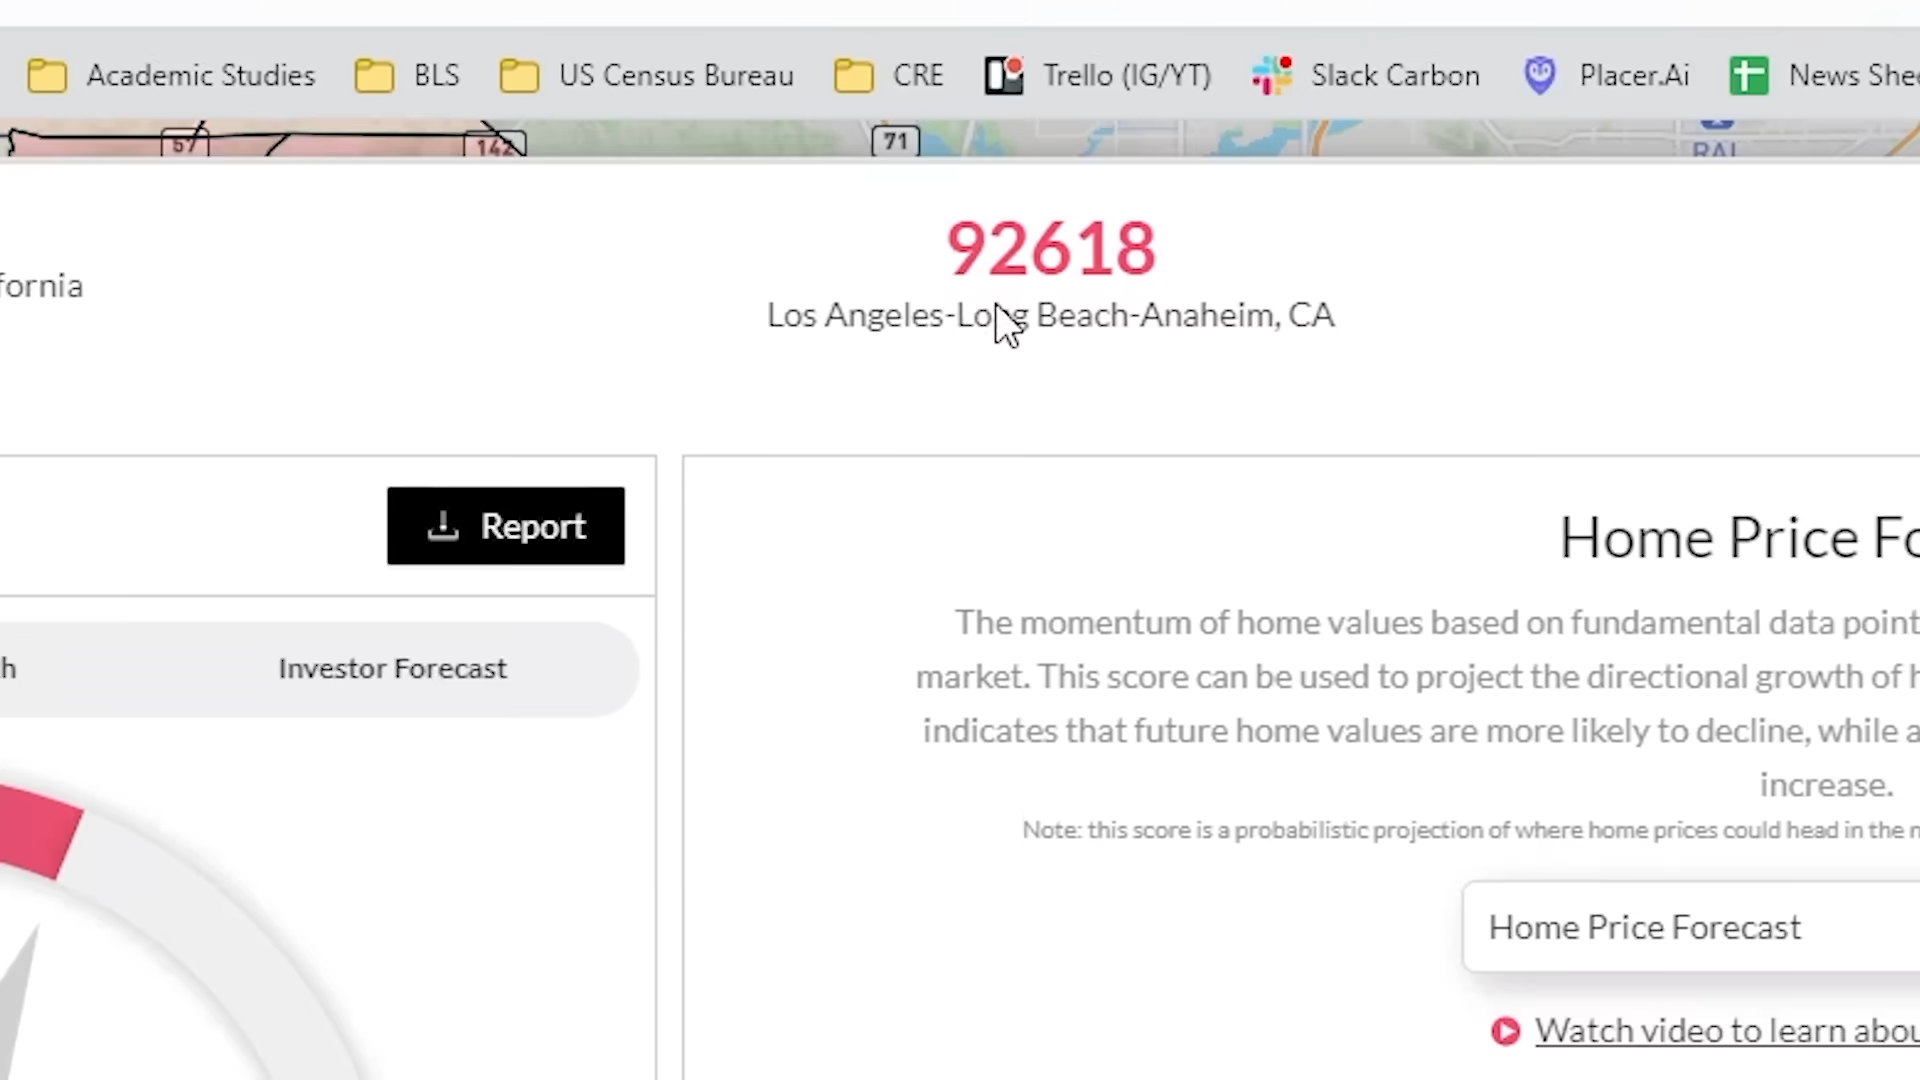 Academic Studies
BLS
US Census Bureau
CRE
Trello (IG/YT)
Slack Carbon
Placer.Ai
News Shee
57
142
71
92618
fornia
Los Angeles-Long Beach-Anaheim, CA
Report
Home Price Fo
The momentum of home values based on fundamental data point
h
Investor Forecast
market. This score can be used to project the directional growth of h
indicates that future home values are more likely to decline, while a
increase.
Note: this score is a probabilistic projection of where home prices could head in the n
Home Price Forecast
Watch video to learn abou